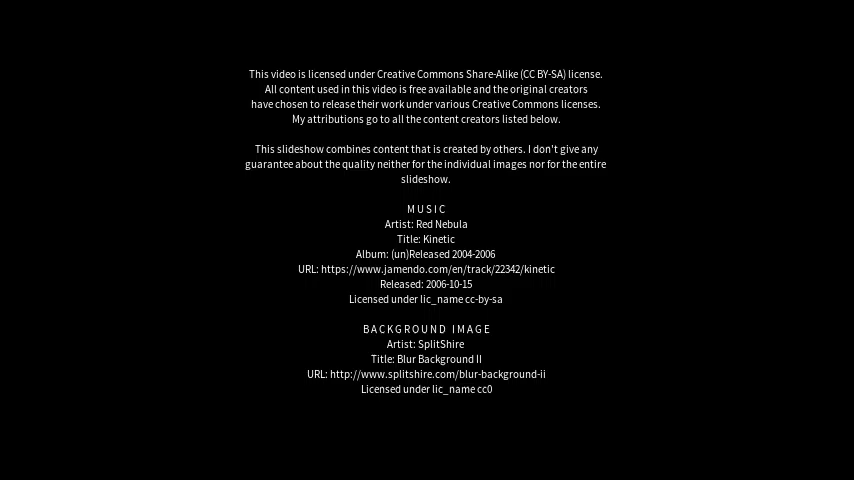 This video is licensed under Creative Commons Share-Alike (CC BY-SA) license.
All content used in this video is free available and the original creators
have chosen to release their work under various Creative Commons licenses.
My attributions go to all the content creators listed below.
This slideshow combines content that is created by others. I don't give any
guarantee about the quality neither for the individual images nor for the entire
slideshow.
MUSIC
Artist: Red Nebula
Title: Kinetic
Album: (un)Released 2004-2006
URL: https://www.jamendo.com/en/track/22342/kinetic
Released: 2006-10-15
Licensed under lic_name cc-by-sa
BACKGROUND IMAGE
Artist: SplitShire
Title: Blur Background II
URL: http://www.splitshire.com/blur-background-ii
Licensed under lic_name cc0